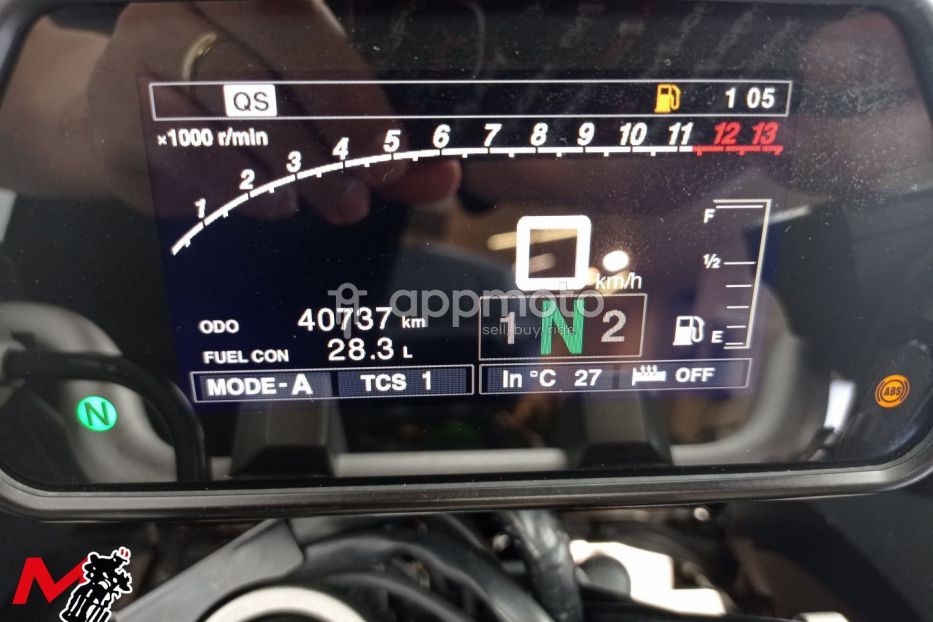 QS 1 05
×1000 r/min
1 2 3 4 5 6 7 8 9 10 11 12 13
F
½
E
0 km/h
appmoto
sell, buy, ride.
ODO 40737 km
1 N 2
FUEL CON 28.3 L
MODE-A TCS 1 In °C 27 OFF
N
ABS
M